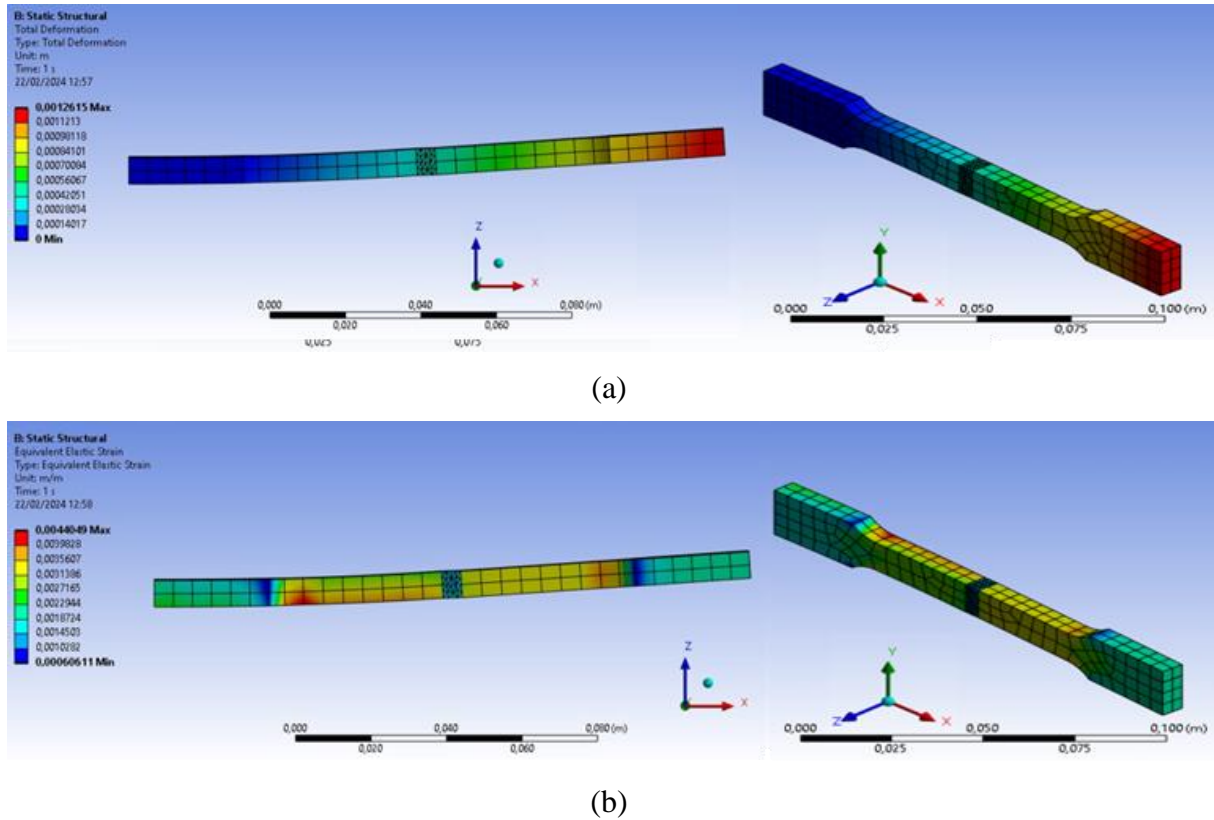 B: Static Structural
Total Deformation
Type: Total Deformation
Unit: m
Time: 1 s
22/02/2024 12:57
0,0012615 Max
0,0011213
0,00098118
0,00084101
0,00070084
0,00056067
0,00042051
0,00028034
0,00014017
0 Min
Z
X
0,000 0,040 0,080 (m)
0,020 0,060
0,025 0,075
Y
Z X
0,000 0,050 0,100 (m)
0,025 0,075
(a)
B: Static Structural
Equivalent Elastic Strain
Type: Equivalent Elastic Strain
Unit: m/m
Time: 1 s
22/02/2024 12:58
0,0044049 Max
0,0039828
0,0035607
0,0031386
0,0027165
0,0022944
0,0018724
0,0014503
0,0010282
0,00060611 Min
Z
X
0,000 0,040 0,080 (m)
0,020 0,060
Y
Z X
0,000 0,050 0,100 (m)
0,025 0,075
(b)